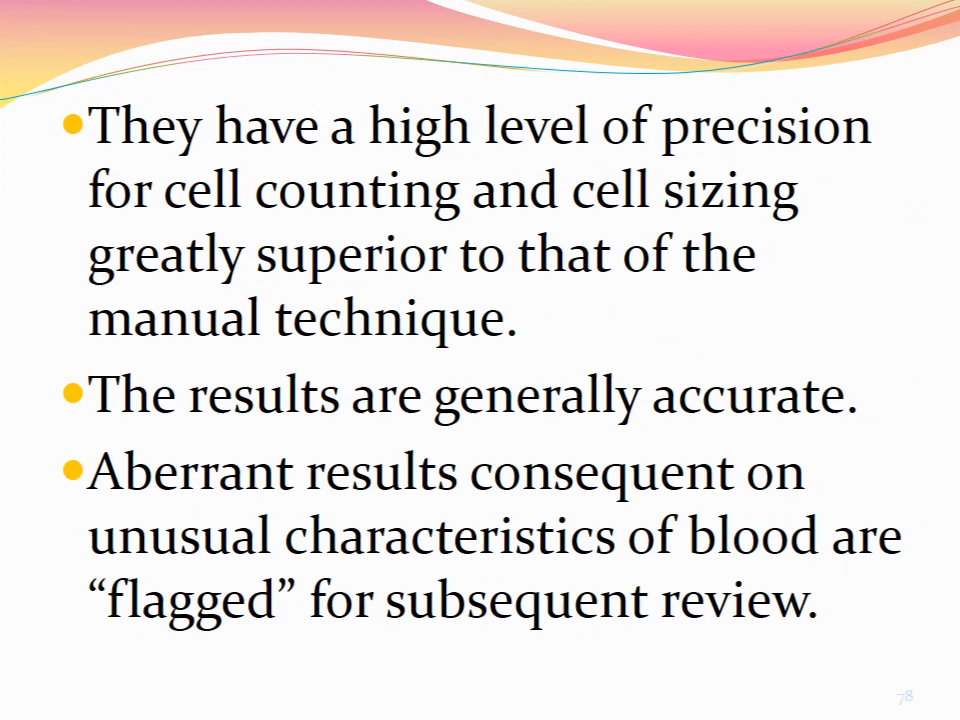 •They have a high level of precision
for cell counting and cell sizing
greatly superior to that of the
manual technique.
•The results are generally accurate.
•Aberrant results consequent on
unusual characteristics of blood are
“flagged” for subsequent review.
78